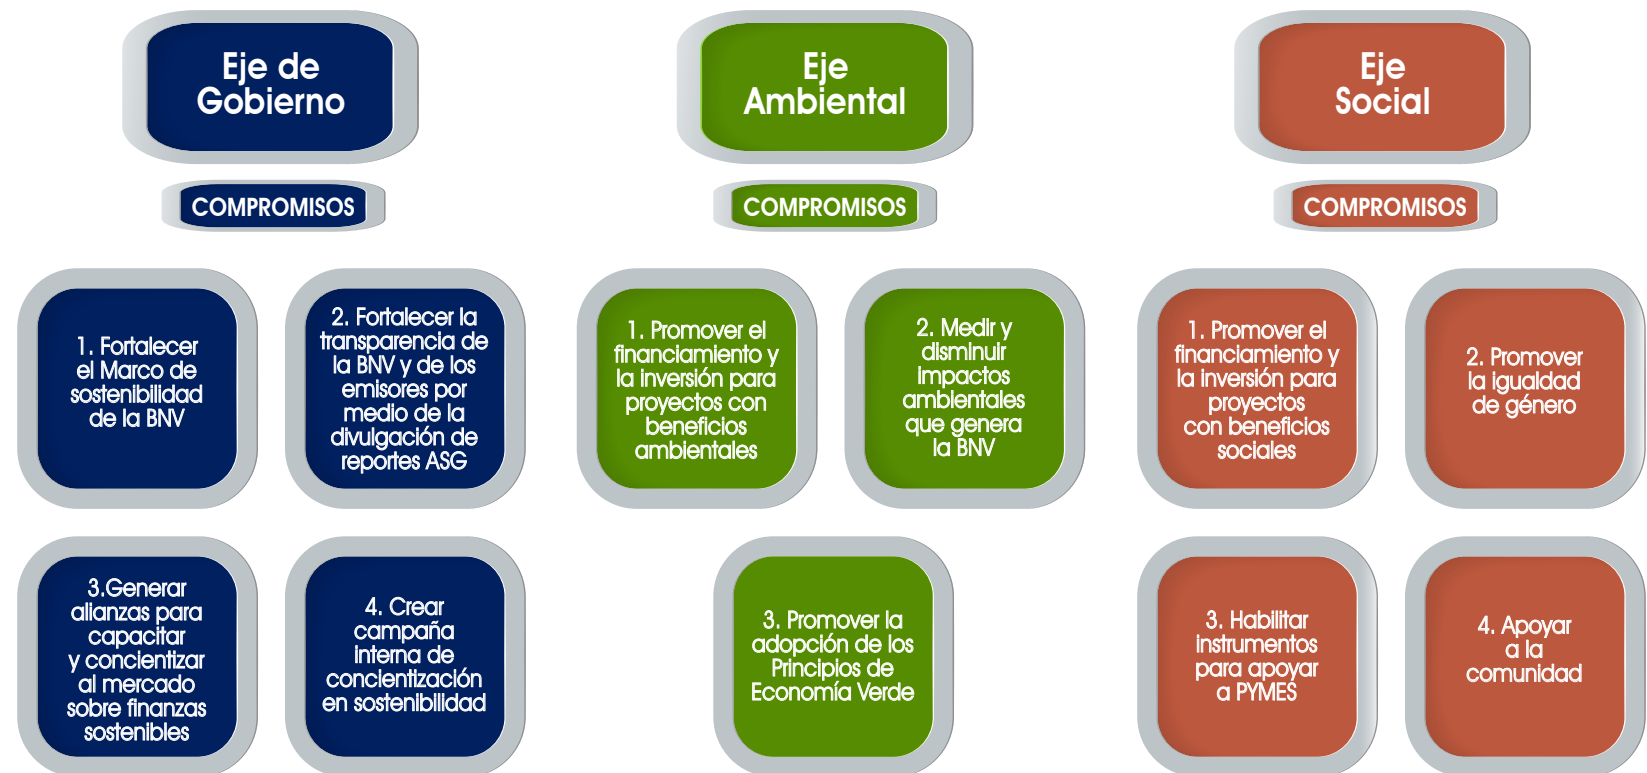 Eje de
Gobierno
COMPROMISOS
1. Fortalecer
el Marco de
sostenibilidad
de la BNV
2. Fortalecer la
transparencia de
la BNV y de los
emisores por
medio de la
divulgación de
reportes ASG
3.Generar
alianzas para
capacitar
y concientizar
al mercado
sobre finanzas
sostenibles
4. Crear
campaña
interna de
concientización
en sostenibilidad
Eje
Ambiental
COMPROMISOS
1. Promover el
financiamiento y
la inversión para
proyectos con
beneficios
ambientales
2. Medir y
disminuir
impactos
ambientales
que genera
la BNV
3. Promover la
adopción de los
Principios de
Economía Verde
Eje
Social
COMPROMISOS
1. Promover el
financiamiento y
la inversión para
proyectos
con beneficios
sociales
2. Promover
la igualdad
de género
3. Habilitar
instrumentos
para apoyar
a PYMES
4. Apoyar
a la
comunidad